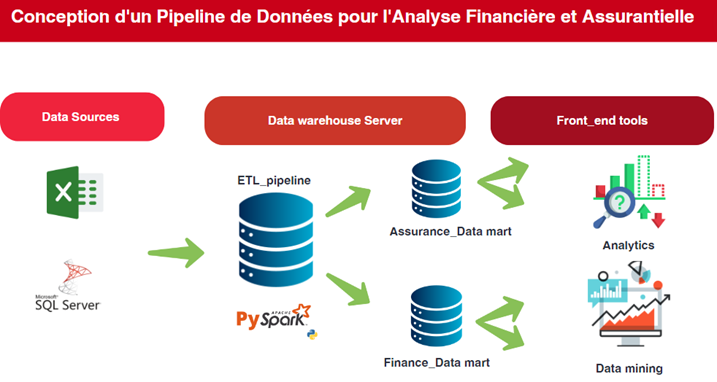 Conception d'un Pipeline de Données pour l'Analyse Financière et Assurantielle
Data Sources
Data warehouse Server
Front_end tools
ETL_pipeline
Assurance_Data mart
Analytics
Microsoft
SQL Server
APACHE
PySpark
Finance_Data mart
Data mining